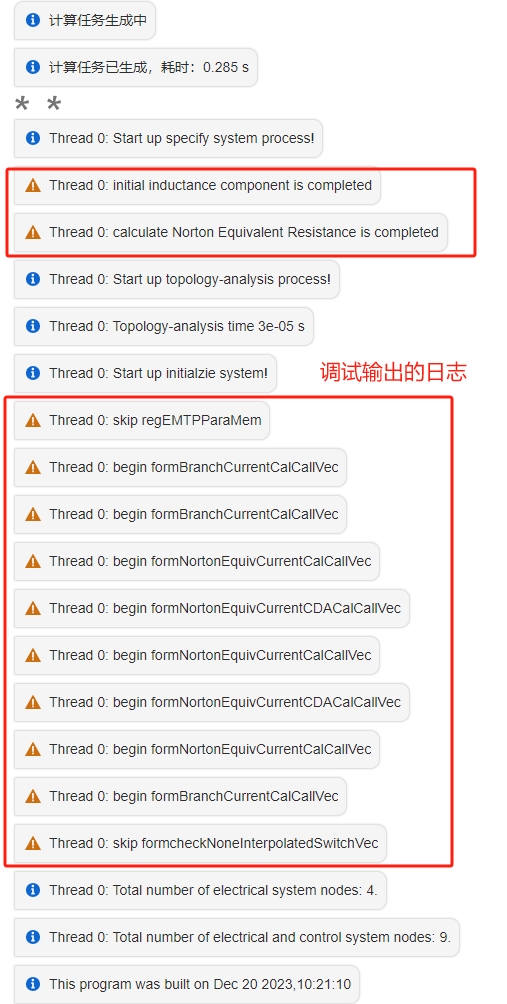 计算任务生成中
计算任务已生成，耗时：0.285 s
* *
Thread 0: Start up specify system process!
Thread 0: initial inductance component is completed
Thread 0: calculate Norton Equivalent Resistance is completed
Thread 0: Start up topology-analysis process!
Thread 0: Topology-analysis time 3e-05 s
Thread 0: Start up initialzie system!
调试输出的日志
Thread 0: skip regEMTPParaMem
Thread 0: begin formBranchCurrentCalCallVec
Thread 0: begin formBranchCurrentCalCallVec
Thread 0: begin formNortonEquivCurrentCalCallVec
Thread 0: begin formNortonEquivCurrentCDACalCallVec
Thread 0: begin formNortonEquivCurrentCalCallVec
Thread 0: begin formNortonEquivCurrentCDACalCallVec
Thread 0: begin formNortonEquivCurrentCalCallVec
Thread 0: begin formBranchCurrentCalCallVec
Thread 0: skip formcheckNoneInterpolatedSwitchVec
Thread 0: Total number of electrical system nodes: 4.
Thread 0: Total number of electrical and control system nodes: 9.
This program was built on Dec 20 2023,10:21:10